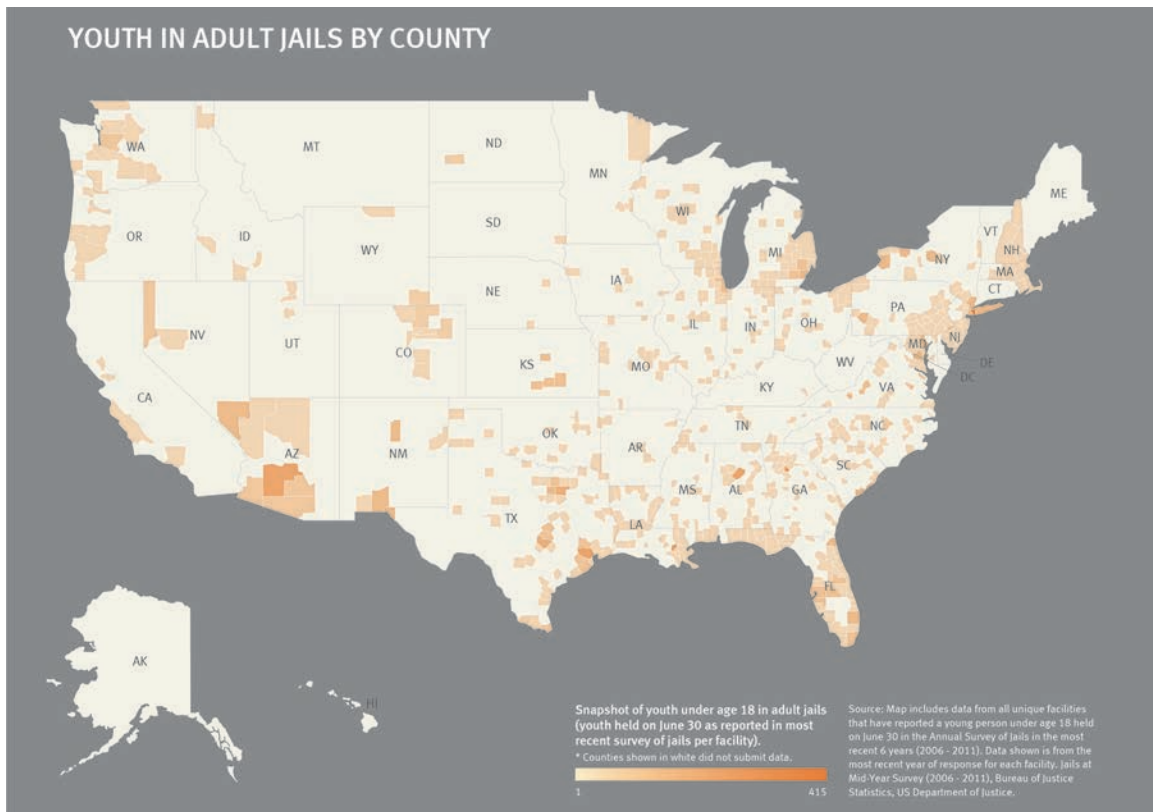 YOUTH IN ADULT JAILS BY COUNTY
WA
MT
ND
MN
ME
OR
ID
WY
SD
WI
MI
VT
NH
NY
MA
CT
NV
UT
CO
NE
IA
IL
IN
OH
PA
NJ
MD
DE
DC
CA
KS
MO
KY
WV
VA
AZ
NM
OK
AR
TN
NC
SC
TX
LA
MS
AL
GA
FL
AK
HI
Snapshot of youth under age 18 in adult jails
(youth held on June 30 as reported in most
recent survey of jails per facility).
* Counties shown in white did not submit data.
1 415
Source: Map includes data from all unique facilities
that have reported a young person under age 18 held
on June 30 in the Annual Survey of Jails in the most
recent 6 years (2006 - 2011). Data shown is from the
most recent year of response for each facility. Jails at
Mid-Year Survey (2006 - 2011), Bureau of Justice
Statistics, US Department of Justice.